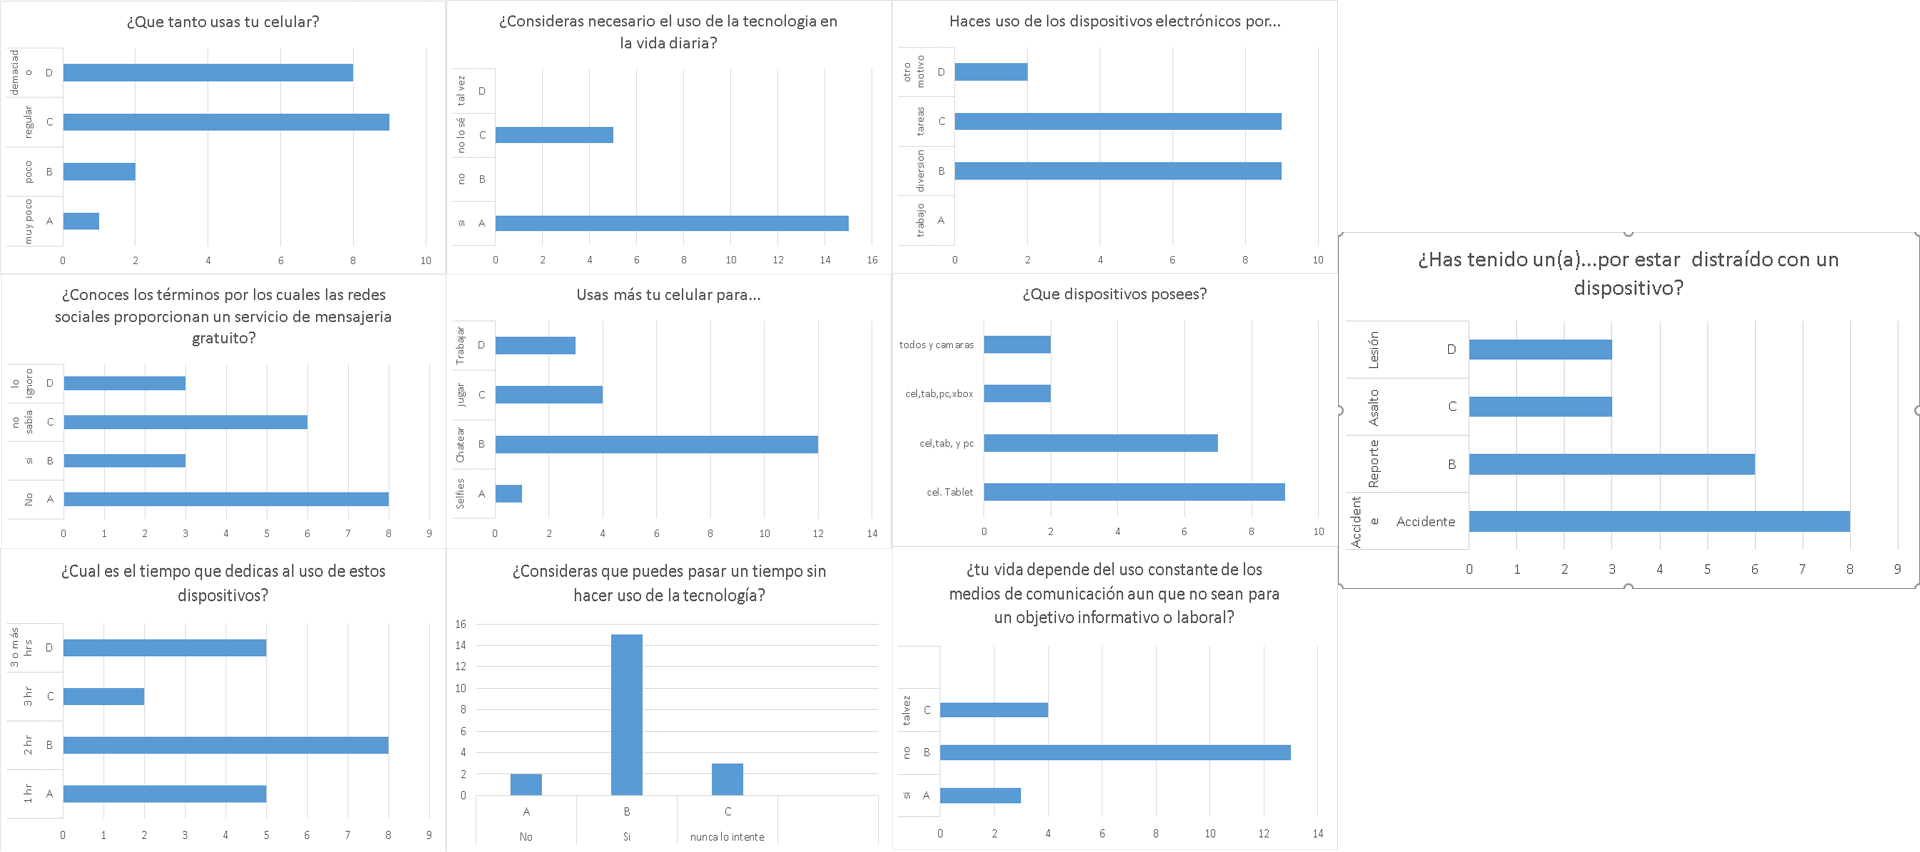 ¿Que tanto usas tu celular?
demaciad
o
D
regular
C
poco
B
muy poco
A
0 2 4 6 8 10
¿Consideras necesario el uso de la tecnologia en
la vida diaria?
tal vez
D
no lo sé
C
no
B
si
A
0 2 4 6 8 10 12 14 16
Haces uso de los dispositivos electrónicos por...
otro
motivo
D
tareas
C
diversion
B
trabajo
A
0 2 4 6 8 10
¿Conoces los términos por los cuales las redes
sociales proporcionan un servicio de mensajeria
gratuito?
lo
ignoro
D
no
sabía
C
si
B
No
A
0 1 2 3 4 5 6 7 8 9
Usas más tu celular para...
Trabajar
D
jugar
C
Chatear
B
Selfies
A
0 2 4 6 8 10 12 14
¿Que dispositivos posees?
todos y camaras
cel,tab,pc,xbox
cel,tab, y pc
cel. Tablet
0 2 4 6 8 10
¿Has tenido un(a)...por estar distraído con un
dispositivo?
Lesión
D
Asalto
C
Reporte
B
Accident
e
Accidente
0 1 2 3 4 5 6 7 8 9
¿Cual es el tiempo que dedicas al uso de estos
dispositivos?
3 o más
hrs
D
3 hr
C
2 hr
B
1 hr
A
0 1 2 3 4 5 6 7 8 9
¿Consideras que puedes pasar un tiempo sin
hacer uso de la tecnología?
16
14
12
10
8
6
4
2
0
A B C
No Si nunca lo intente
¿tu vida depende del uso constante de los
medios de comunicación aun que no sean para
un objetivo informativo o laboral?
talvez
C
no
B
si
A
0 2 4 6 8 10 12 14